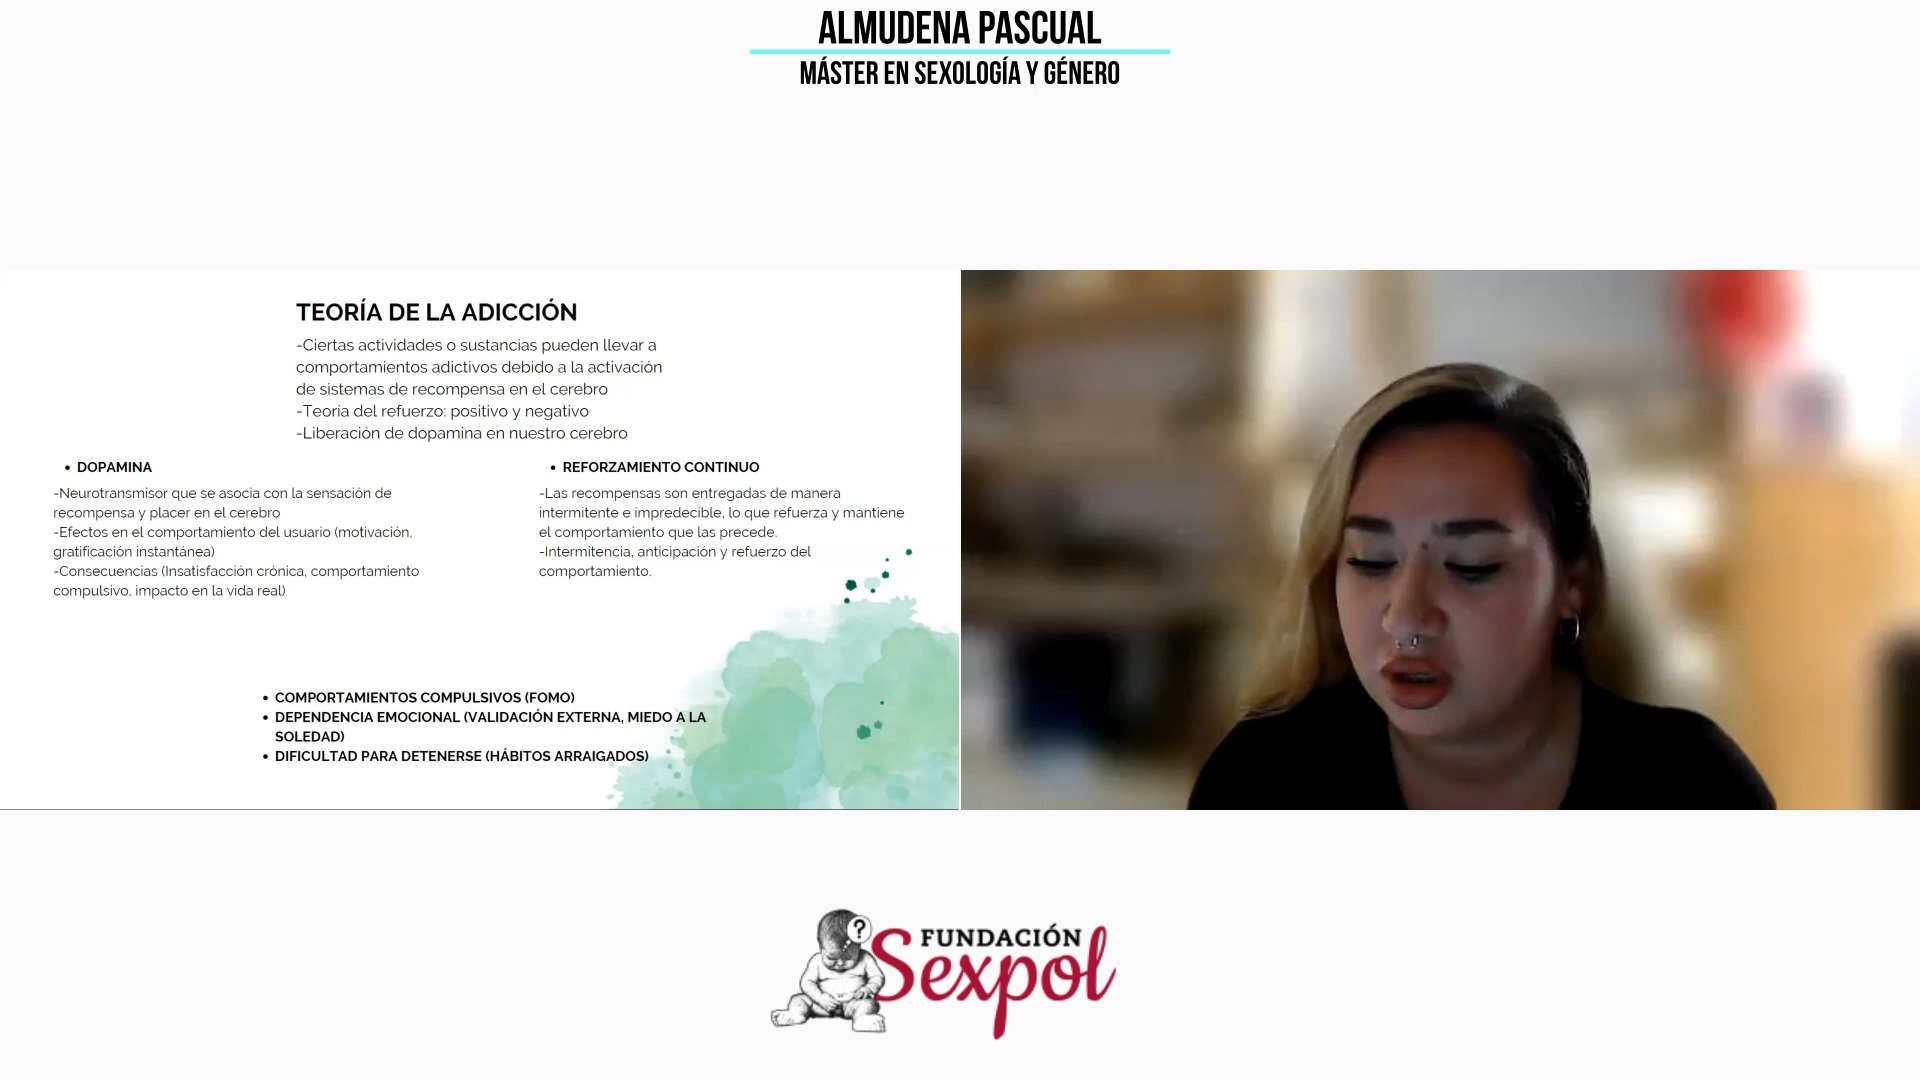 ALMUDENA PASCUAL
MÁSTER EN SEXOLOGÍA Y GÉNERO
TEORÍA DE LA ADICCIÓN
-Ciertas actividades o sustancias pueden llevar a
comportamientos adictivos debido a la activación
de sistemas de recompensa en el cerebro
-Teoría del refuerzo: positivo y negativo
-Liberación de dopamina en nuestro cerebro
• DOPAMINA
-Neurotransmisor que se asocia con la sensación de
recompensa y placer en el cerebro
-Efectos en el comportamiento del usuario (motivación,
gratificación instantánea)
-Consecuencias (Insatisfacción crónica, comportamiento
compulsivo, impacto en la vida real)
• REFORZAMIENTO CONTINUO
-Las recompensas son entregadas de manera
intermitente e impredecible, lo que refuerza y mantiene
el comportamiento que las precede.
-Intermitencia, anticipación y refuerzo del
comportamiento.
• COMPORTAMIENTOS COMPULSIVOS (FOMO)
• DEPENDENCIA EMOCIONAL (VALIDACIÓN EXTERNA, MIEDO A LA
SOLEDAD)
• DIFICULTAD PARA DETENERSE (HÁBITOS ARRAIGADOS)
?
FUNDACIÓN
Sexpol